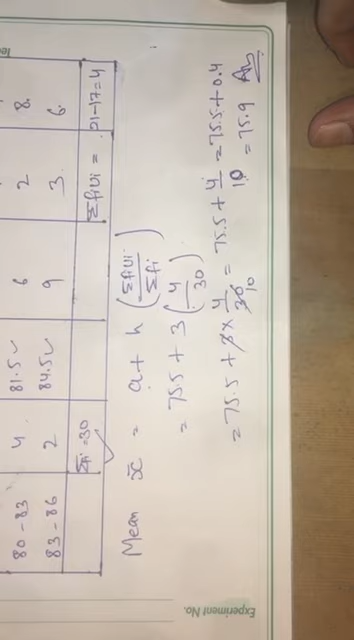 Experiment No.
80-83 4 81.5✓ 6 2 8
83-86 2 84.5✓ 9 3 6
Σfi=30 Σfiui = 21-17=4
Mean x̄ = a + h (Σfiui/Σfi)
= 75.5 + 3 (4/30)
= 75.5 + 3 × 4/30 10 = 75.5 + 4/10 = 75.5 + 0.4
= 75.9 Ans